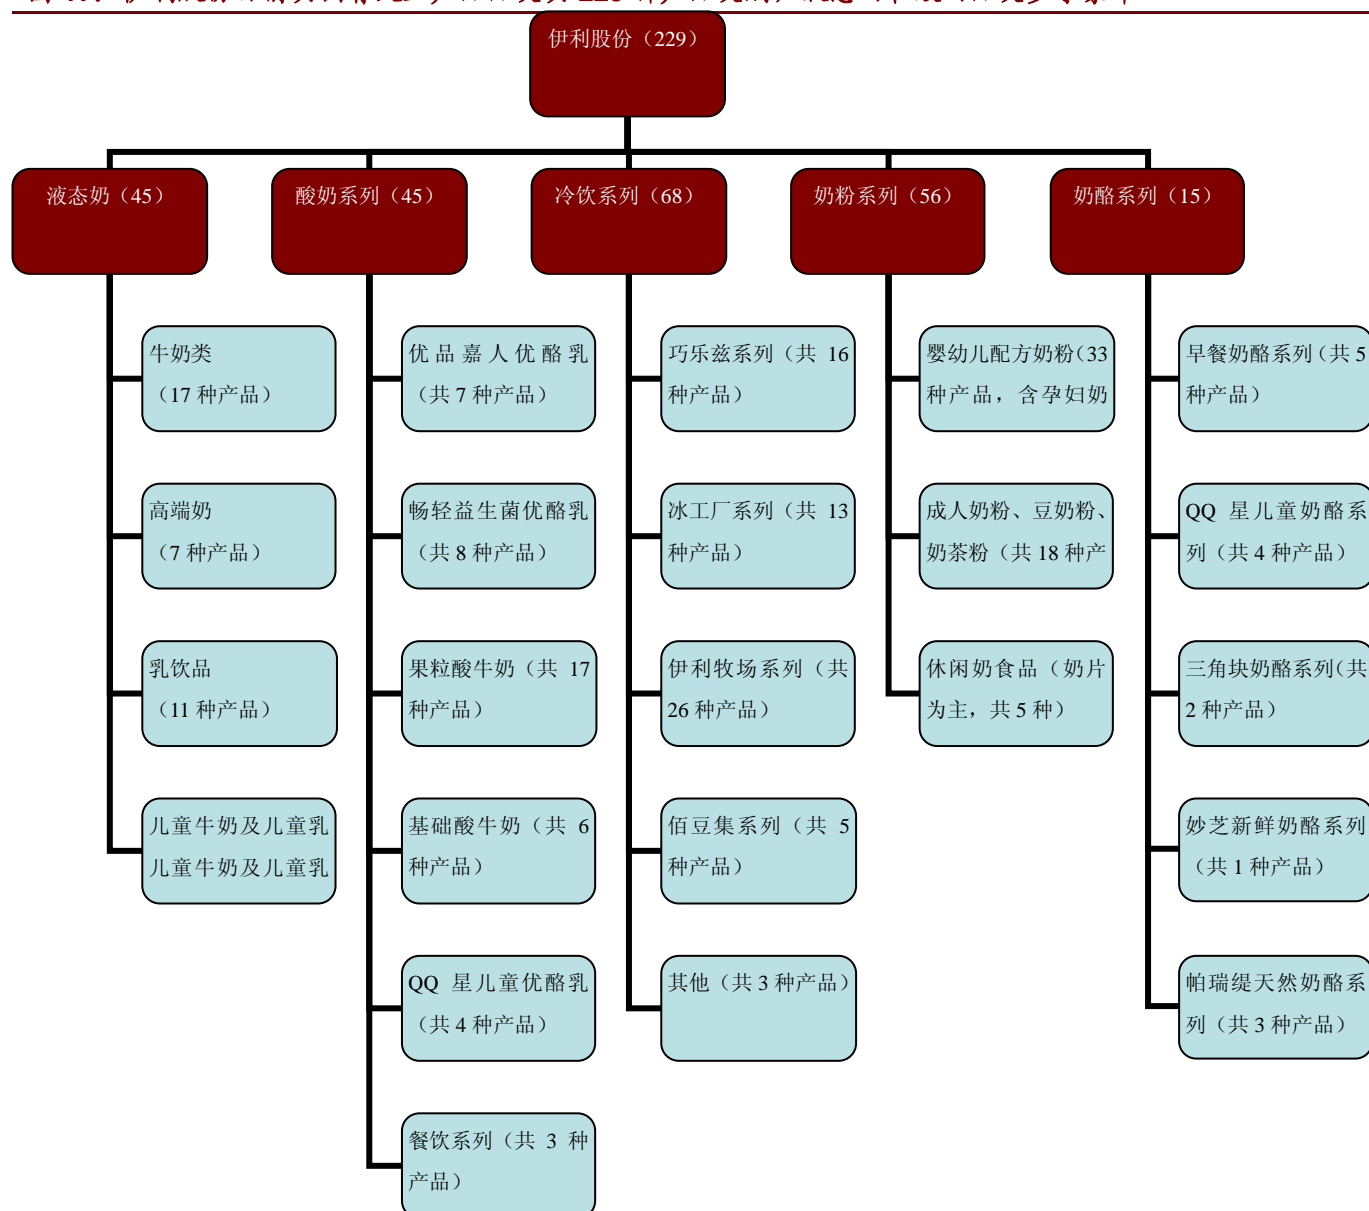 伊利股份（229）
液态奶（45）
酸奶系列（45）
冷饮系列（68）
奶粉系列（56）
奶酪系列（15）
牛奶类
（17 种产品）
高端奶
（7 种产品）
乳饮品
（11 种产品）
儿童牛奶及儿童乳
儿童牛奶及儿童乳
优品嘉人优酪乳
（共 7 种产品）
畅轻益生菌优酪乳
（共 8 种产品）
果粒酸牛奶（共 17
种产品）
基础酸牛奶（共 6
种产品）
QQ 星儿童优酪乳
（共 4 种产品）
餐饮系列（共 3 种
产品）
巧乐兹系列（共 16
种产品）
冰工厂系列（共 13
种产品）
伊利牧场系列（共
26 种产品）
佰豆集系列（共 5
种产品）
其他（共 3 种产品）
婴幼儿配方奶粉（33
种产品，含孕妇奶
成人奶粉、豆奶粉、
奶茶粉（共 18 种产
休闲奶食品（奶片
为主，共 5 种）
早餐奶酪系列（共 5
种产品）
QQ 星儿童奶酪系
列（共 4 种产品）
三角块奶酪系列（共
2 种产品）
妙芝新鲜奶酪系列
（共 1 种产品）
帕瑞缇天然奶酪系
列（共 3 种产品）